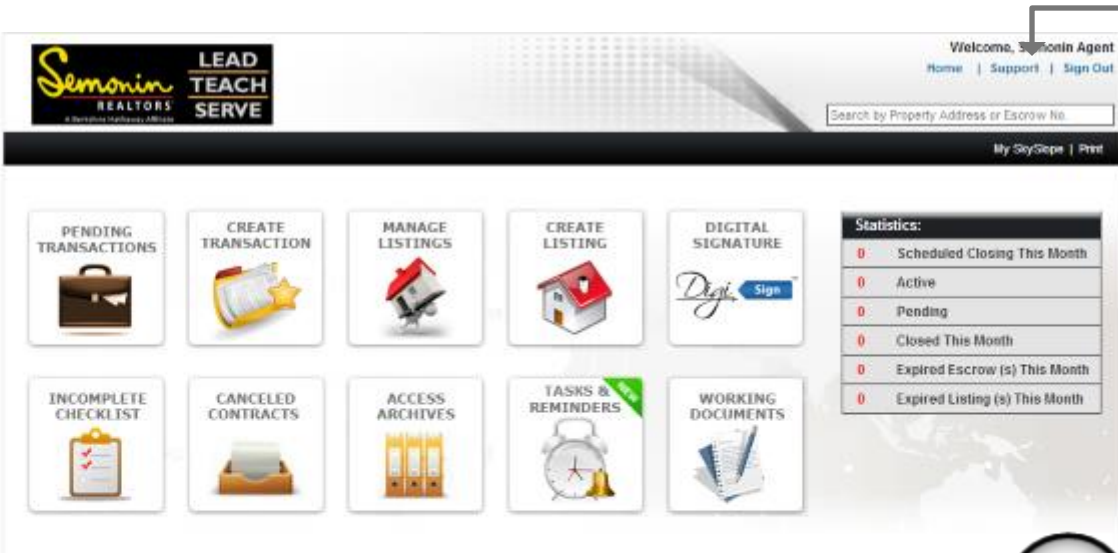 Semonin
REALTORS
A Berkshire Hathaway Affiliate
LEAD
TEACH
SERVE
Welcome, Semonin Agent
Home | Support | Sign Out
Search by Property Address or Escrow No.
My SkySlope | Print
PENDING
TRANSACTIONS
CREATE
TRANSACTION
MANAGE
LISTINGS
CREATE
LISTING
DIGITAL
SIGNATURE
Digi Sign
INCOMPLETE
CHECKLIST
CANCELED
CONTRACTS
ACCESS
ARCHIVES
TASKS &
REMINDERS
NEW
WORKING
DOCUMENTS
Statistics:
0 Scheduled Closing This Month
0 Active
0 Pending
0 Closed This Month
0 Expired Escrow (s) This Month
0 Expired Listing (s) This Month